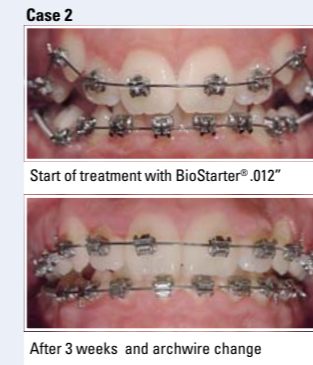 Case 2
Start of treatment with BioStarter® .012”
After 3 weeks and archwire change